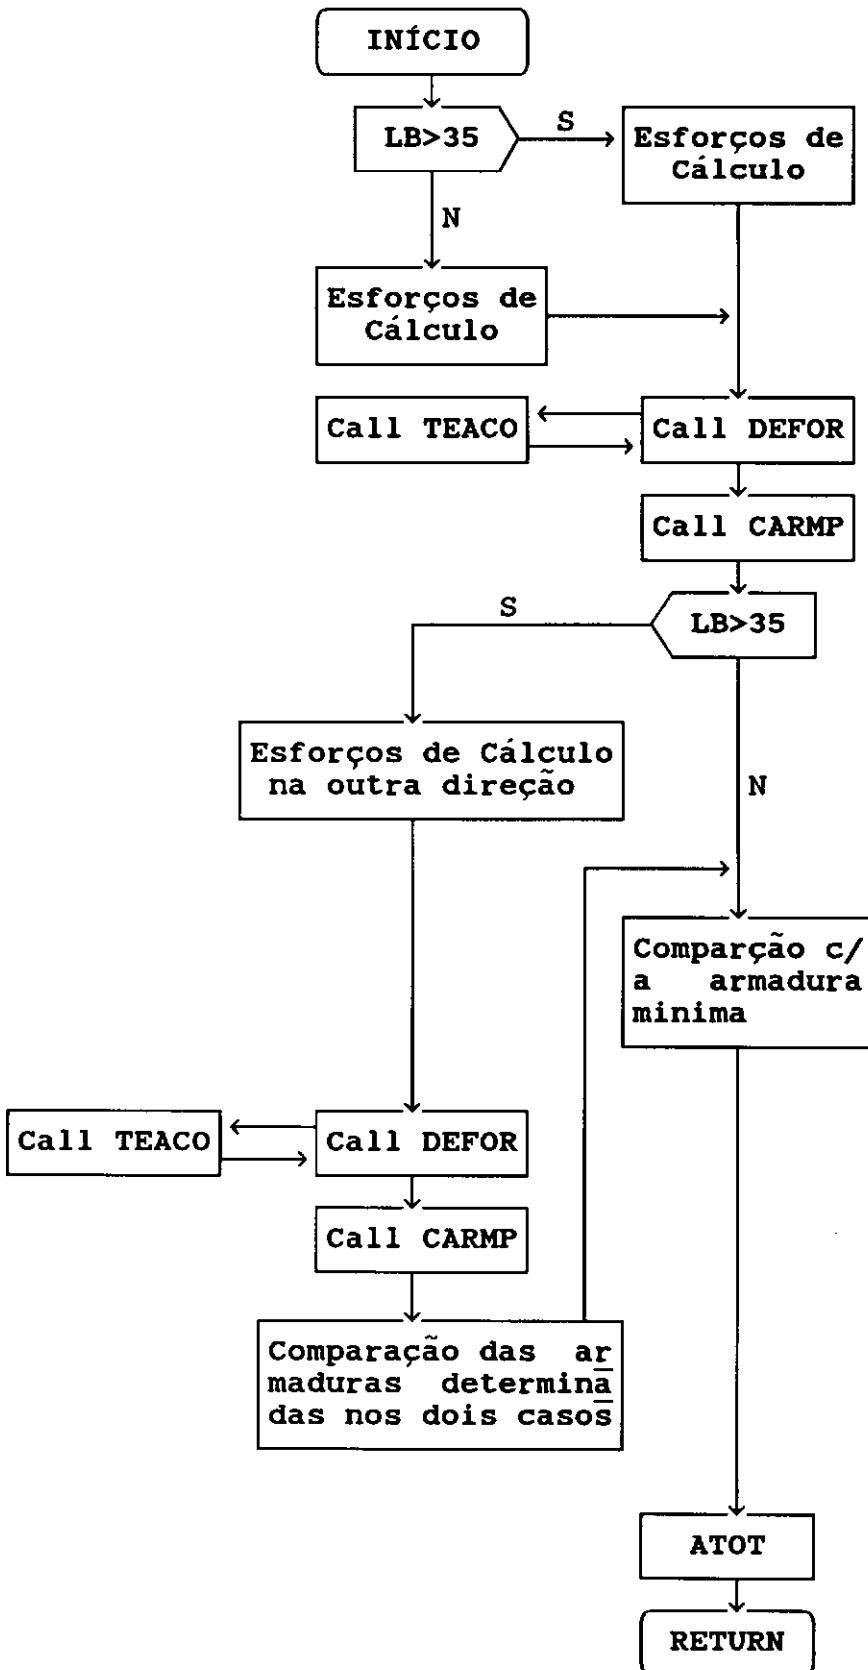 INÍCIO
LB>35
S
Esforços de
Cálculo
N
Esforços de
Cálculo
Call TEACO
Call DEFOR
Call CARMP
S
LB>35
Esforços de Cálculo
na outra direção
N
Comparção c/
a armadura
minima
Call TEACO
Call DEFOR
Call CARMP
Comparação das ar
maduras determina
das nos dois casos
ATOT
RETURN